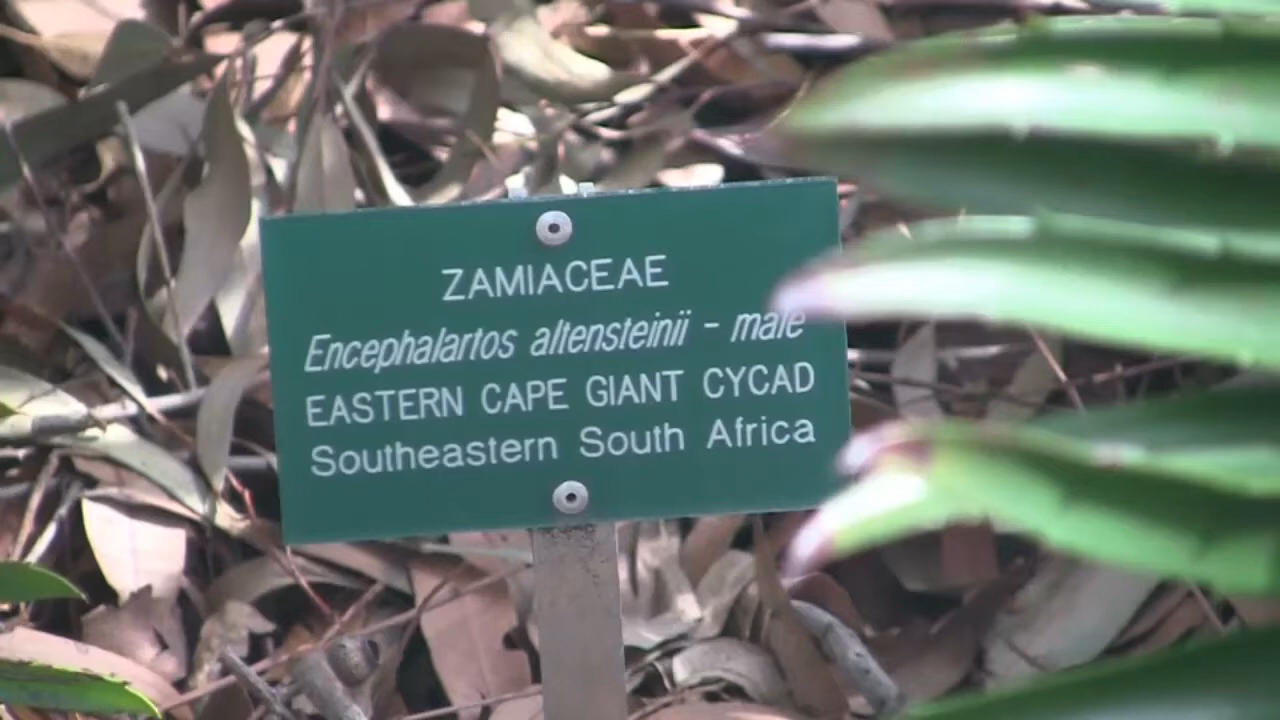 ZAMIACEAE
Encephalartos altensteinii - male
EASTERN CAPE GIANT CYCAD
Southeastern South Africa